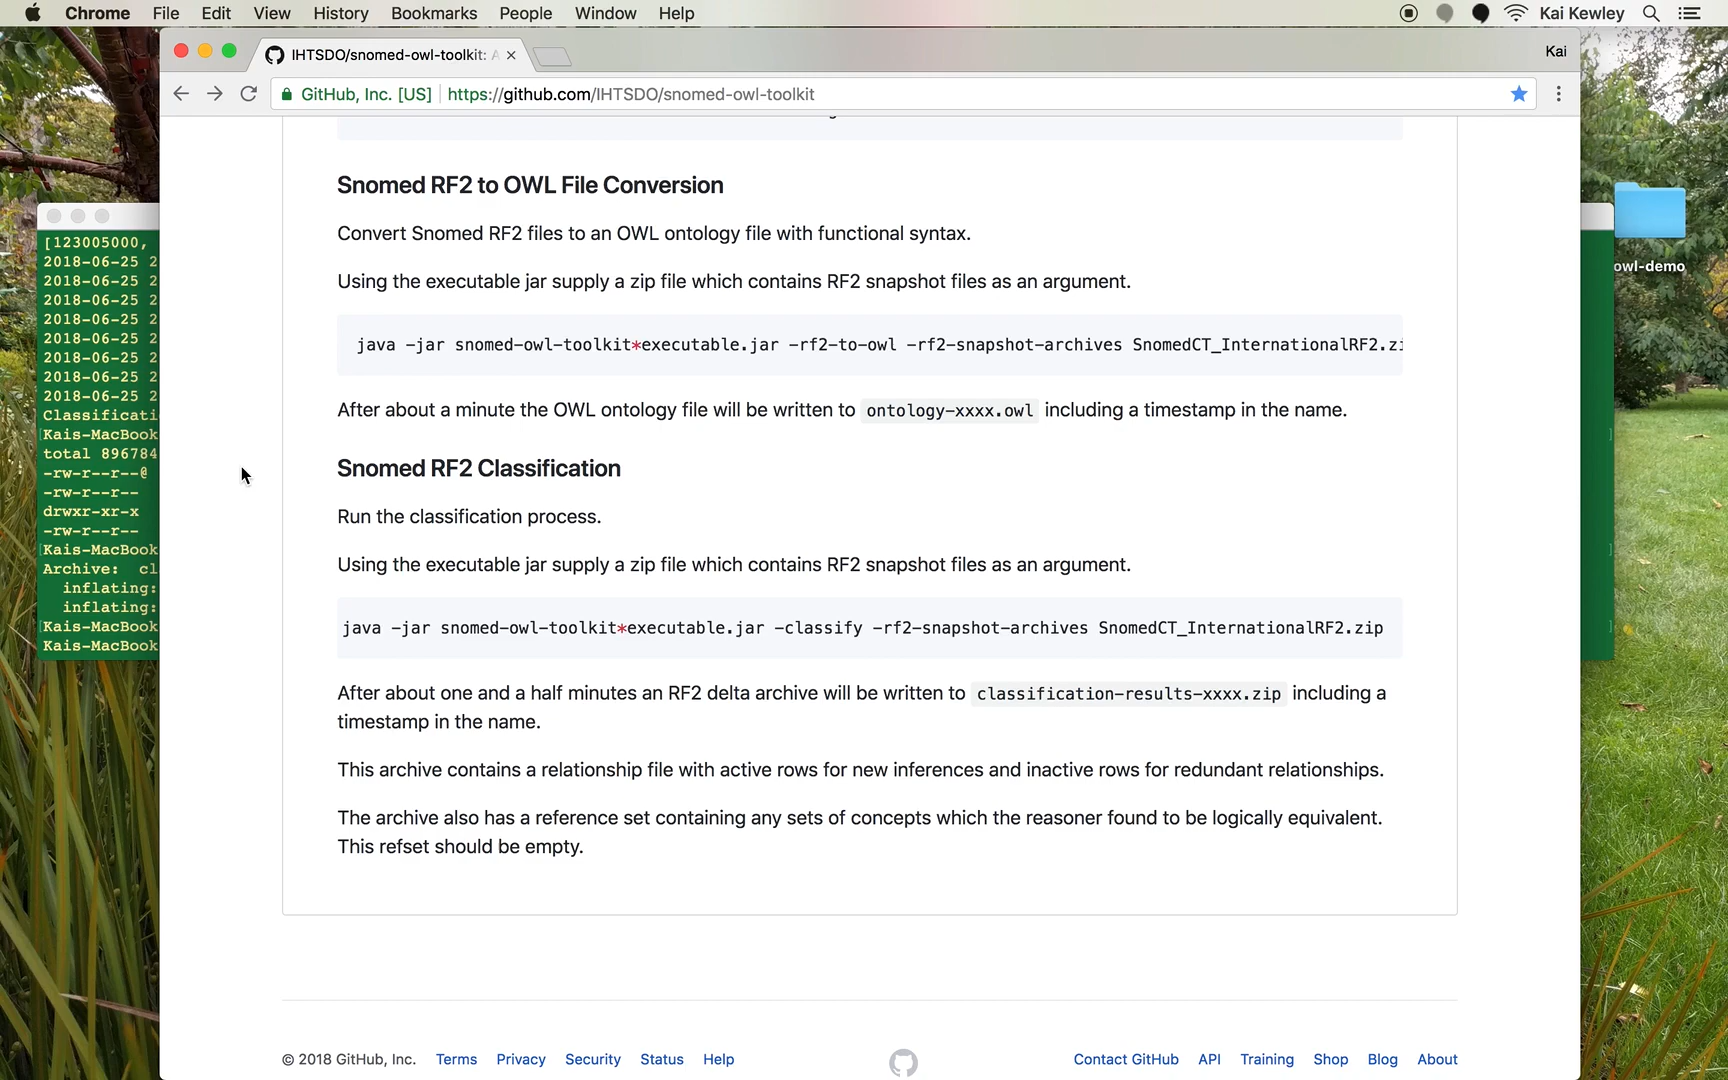 Chrome File Edit View History Bookmarks People Window Help Kai Kewley
IHTSDO/snomed-owl-toolkit: A Kai
GitHub, Inc. [US] https://github.com/IHTSDO/snomed-owl-toolkit
Snomed RF2 to OWL File Conversion
Convert Snomed RF2 files to an OWL ontology file with functional syntax.
Using the executable jar supply a zip file which contains RF2 snapshot files as an argument.
java -jar snomed-owl-toolkit*executable.jar -rf2-to-owl -rf2-snapshot-archives SnomedCT_InternationalRF2.zi
After about a minute the OWL ontology file will be written to ontology-xxxx.owl including a timestamp in the name.
Snomed RF2 Classification
Run the classification process.
Using the executable jar supply a zip file which contains RF2 snapshot files as an argument.
java -jar snomed-owl-toolkit*executable.jar -classify -rf2-snapshot-archives SnomedCT_InternationalRF2.zip
After about one and a half minutes an RF2 delta archive will be written to classification-results-xxxx.zip including a
timestamp in the name.
This archive contains a relationship file with active rows for new inferences and inactive rows for redundant relationships.
The archive also has a reference set containing any sets of concepts which the reasoner found to be logically equivalent.
This refset should be empty.
© 2018 GitHub, Inc. Terms Privacy Security Status Help Contact GitHub API Training Shop Blog About
[123005000,
2018-06-25 2
2018-06-25 2
2018-06-25 2
2018-06-25 2
2018-06-25 2
2018-06-25 2
2018-06-25 2
2018-06-25 2
Classificati
[Kais-MacBook
total 896784
-rw-r--r--@
-rw-r--r--
drwxr-xr-x
-rw-r--r--
[Kais-MacBook
Archive: cl
inflating:
inflating:
[Kais-MacBook
Kais-MacBook
owl-demo